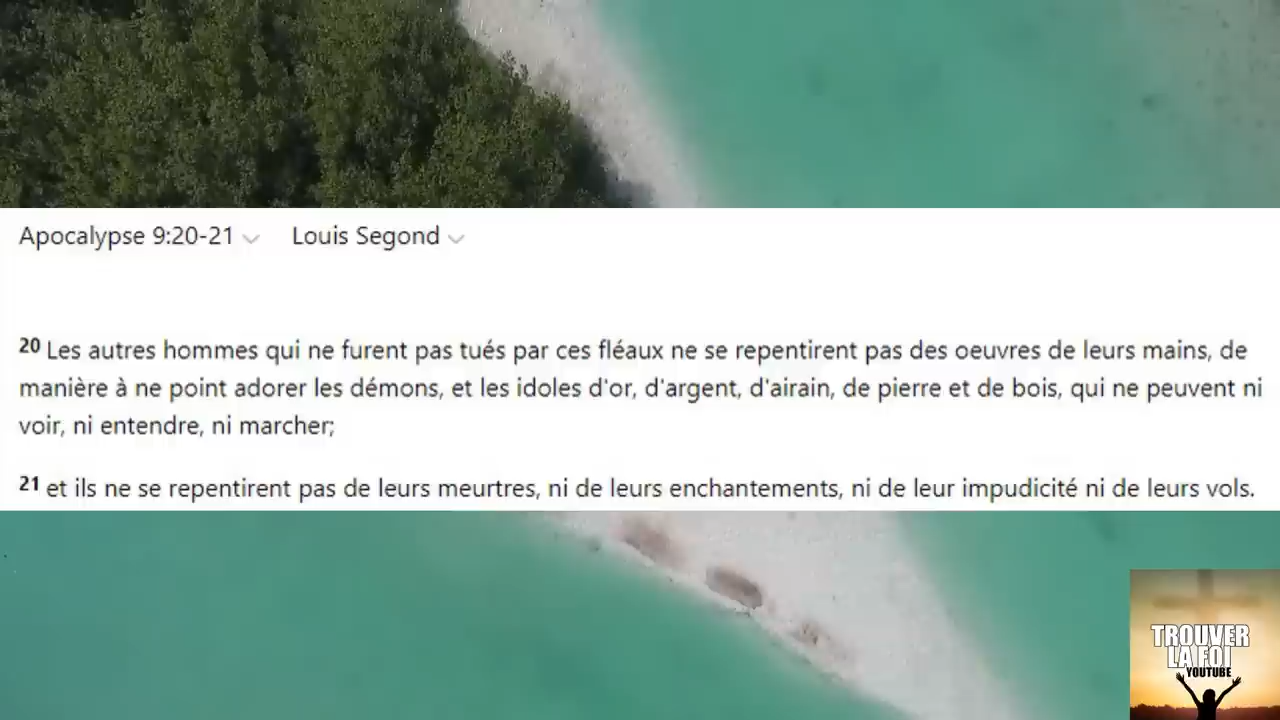 Apocalypse 9:20-21 Louis Segond
20 Les autres hommes qui ne furent pas tués par ces fléaux ne se repentirent pas des oeuvres de leurs mains, de
manière à ne point adorer les démons, et les idoles d'or, d'argent, d'airain, de pierre et de bois, qui ne peuvent ni
voir, ni entendre, ni marcher;
21 et ils ne se repentirent pas de leurs meurtres, ni de leurs enchantements, ni de leur impudicité ni de leurs vols.
TROUVER
LA FOI
YOUTUBE